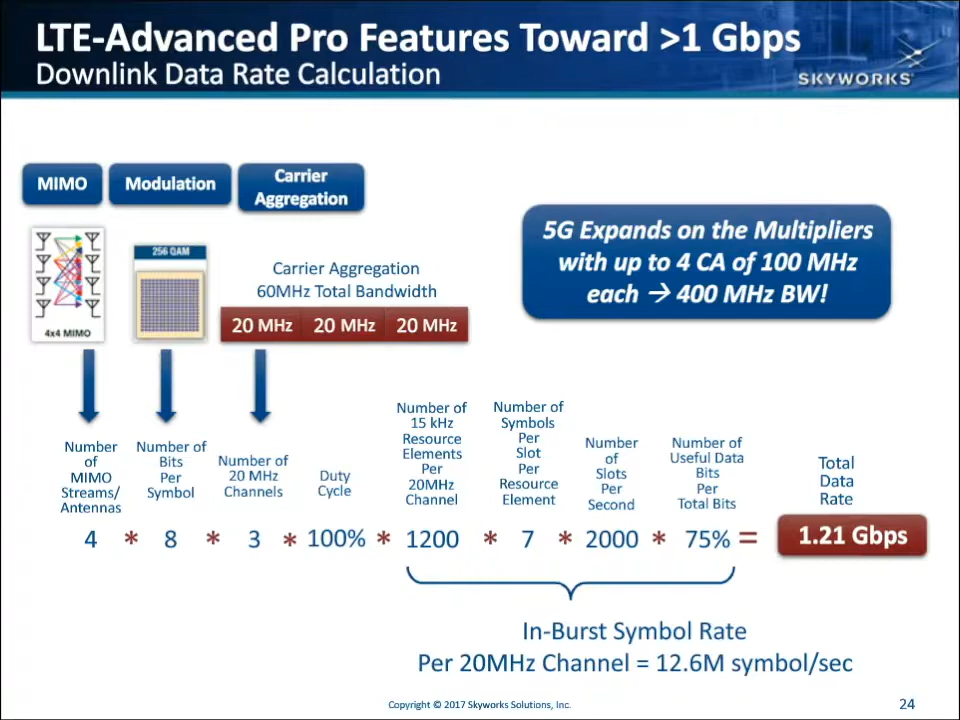 LTE-Advanced Pro Features Toward >1 Gbps
Downlink Data Rate Calculation
SKYWORKS
MIMO
Modulation
Carrier
Aggregation
4x4 MIMO
256 QAM
Carrier Aggregation
60MHz Total Bandwidth
20 MHz 20 MHz 20 MHz
5G Expands on the Multipliers
with up to 4 CA of 100 MHz
each → 400 MHz BW!
Number
of
MIMO
Streams/
Antennas
Number of
Bits
Per
Symbol
Number of
20 MHz
Channels
Duty
Cycle
Number of
15 kHz
Resource
Elements
Per
20MHz
Channel
Number of
Symbols
Per
Slot
Per
Resource
Element
Number
of
Slots
Per
Second
Number of
Useful Data
Bits
Per
Total Bits
Total
Data
Rate
4 * 8 * 3 * 100% * 1200 * 7 * 2000 * 75% = 1.21 Gbps
In-Burst Symbol Rate
Per 20MHz Channel = 12.6M symbol/sec
Copyright © 2017 Skyworks Solutions, Inc.
24